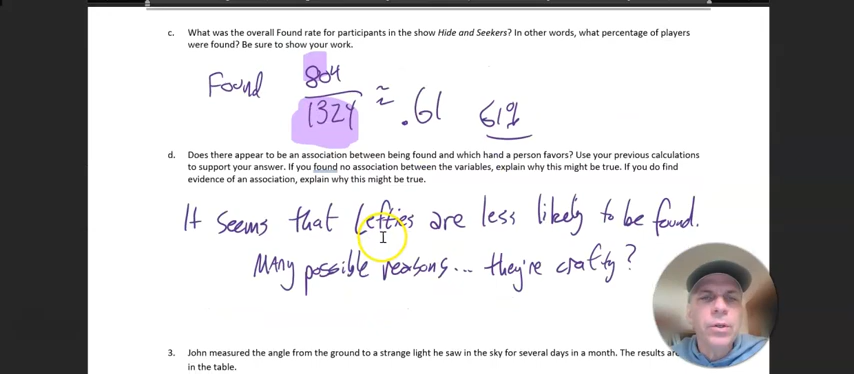 c. What was the overall Found rate for participants in the show Hide and Seekers? In other words, what percentage of players
were found? Be sure to show your work.
Found 804/1324 ≈ .61 61%
d. Does there appear to be an association between being found and which hand a person favors? Use your previous calculations
to support your answer. If you found no association between the variables, explain why this might be true. If you do find
evidence of an association, explain why this might be true.
It seems that Lefties are less likely to be found.
Many possible reasons... they're crafty?
3. John measured the angle from the ground to a strange light he saw in the sky for several days in a month. The results are
in the table.